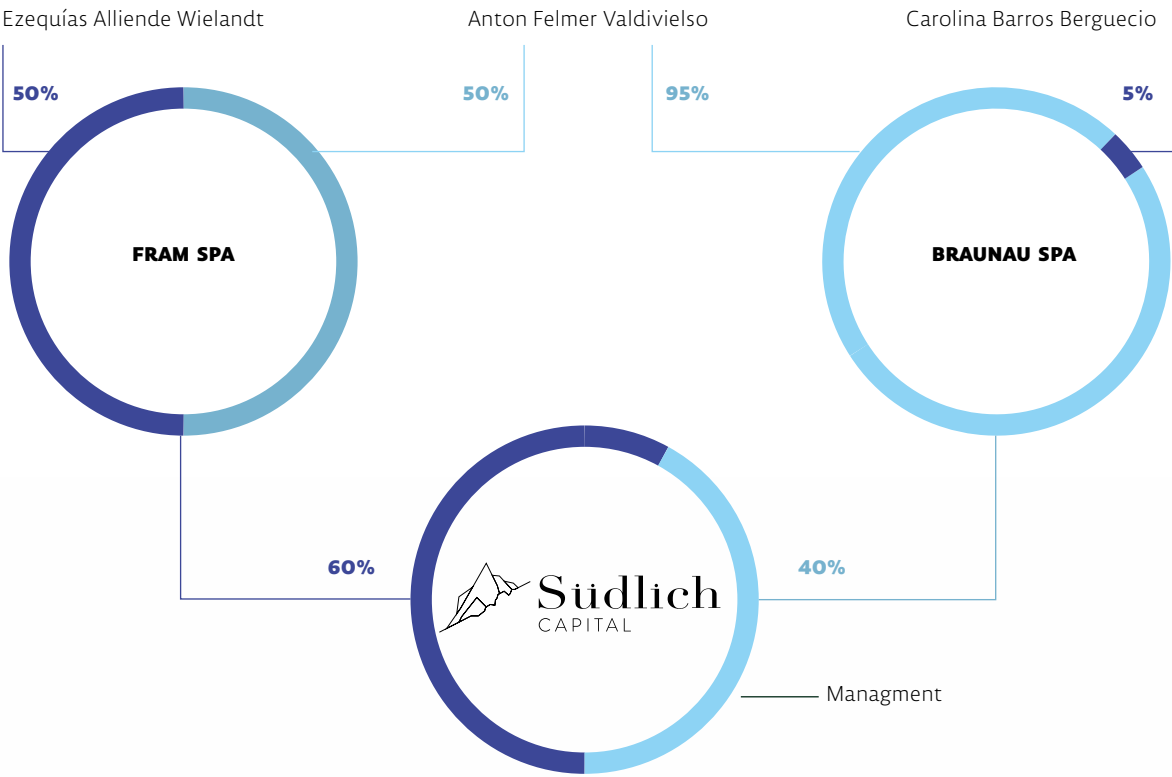 Ezequías Alliende Wielandt
Anton Felmer Valdivielso
Carolina Barros Berguecio
50%
50%
95%
5%
FRAM SPA
BRAUNAU SPA
60%
40%
Südlich
CAPITAL
Managment